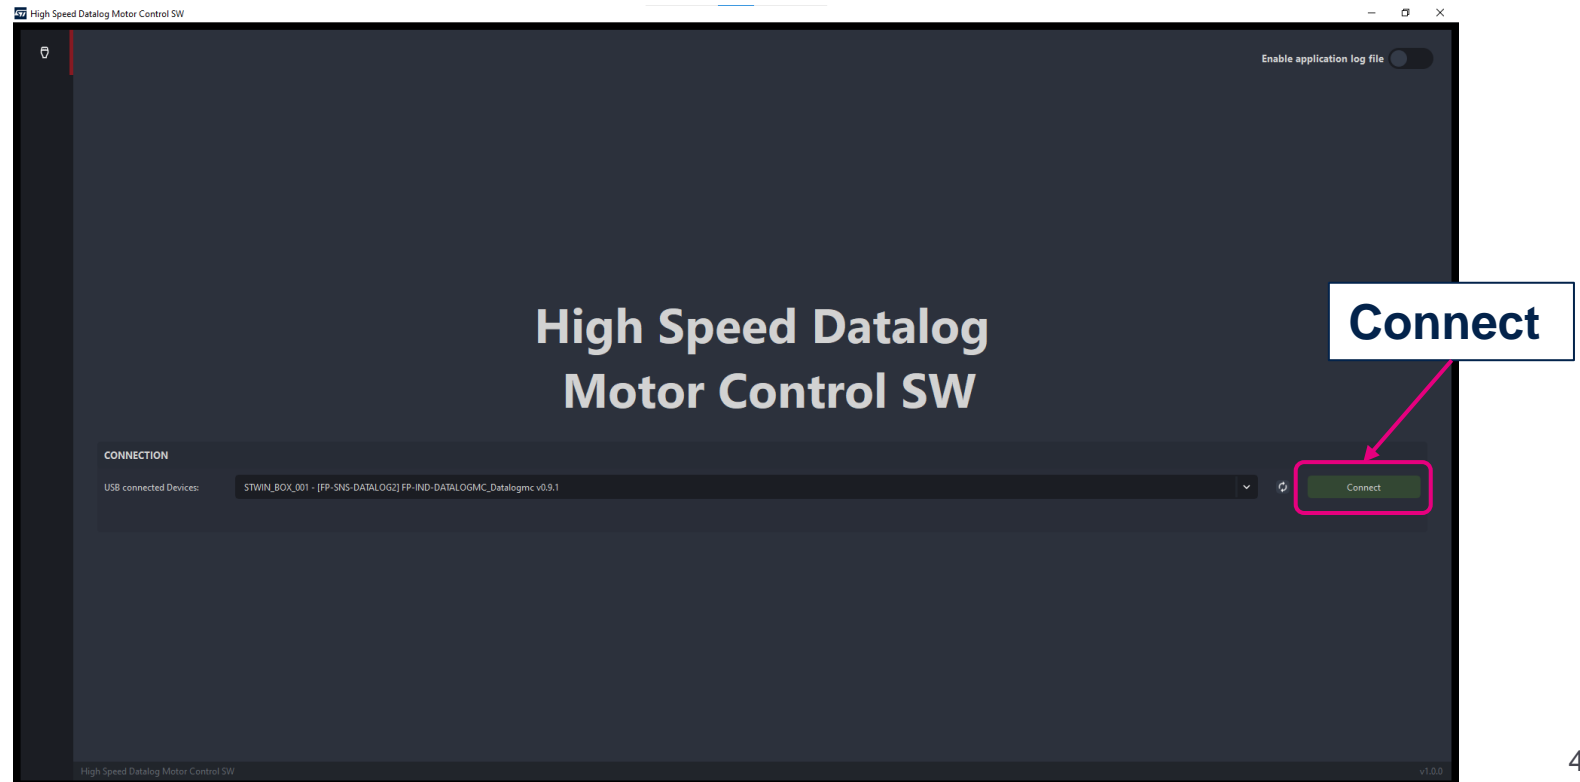 High Speed Datalog Motor Control SW
Enable application log file
High Speed Datalog
Motor Control SW
Connect
CONNECTION
USB connected Devices:
STWIN_BOX_001 - [FP-SNS-DATALOG2] FP-IND-DATALOGMC_Datalogmc v0.9.1
Connect
High Speed Datalog Motor Control SW
v1.0.0
4